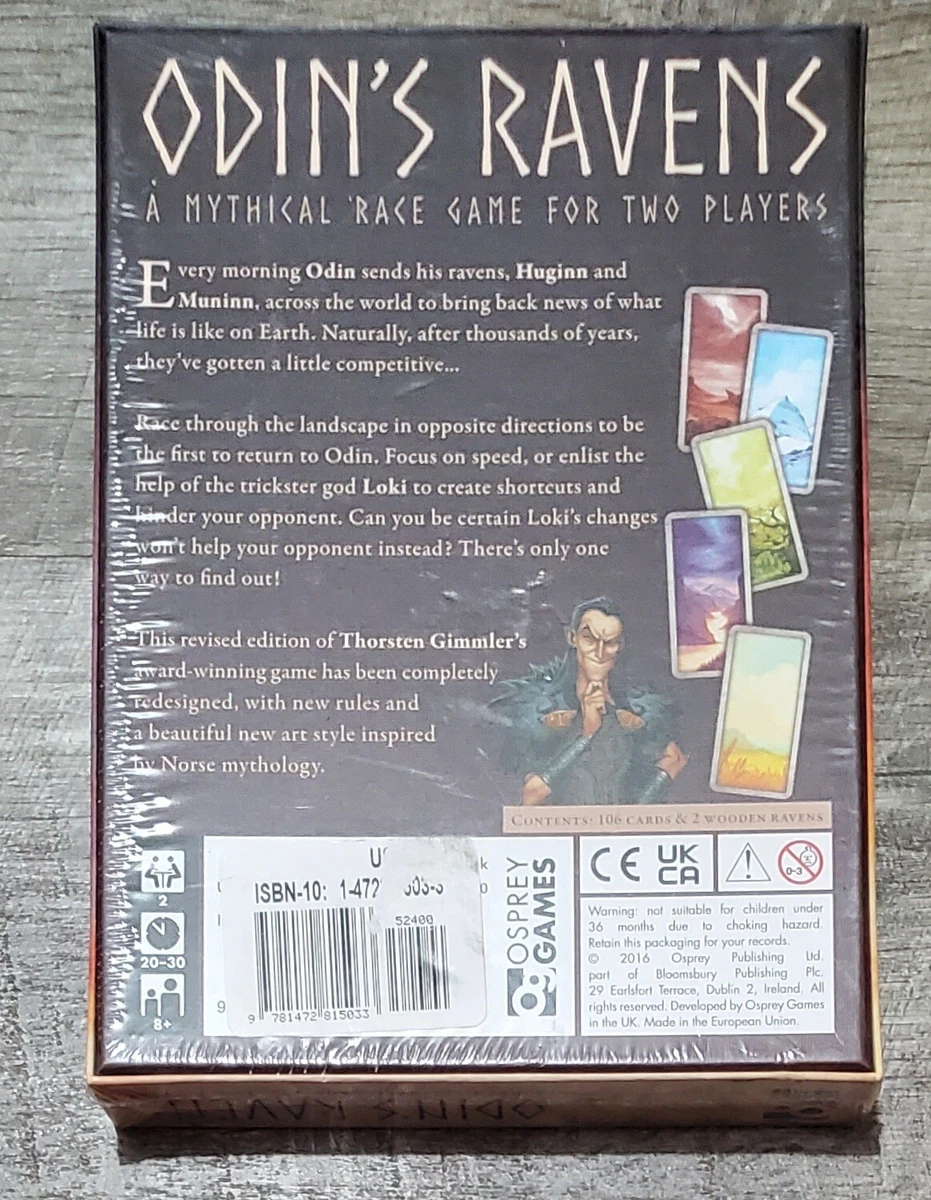 ODIN'S RAVENS
A MYTHICAL RACE GAME FOR TWO PLAYERS
Every morning Odin sends his ravens, Huginn and
Muninn, across the world to bring back news of what
life is like on Earth. Naturally, after thousands of years,
they've gotten a little competitive...
Race through the landscape in opposite directions to be
the first to return to Odin. Focus on speed, or enlist the
help of the trickster god Loki to create shortcuts and
hinder your opponent. Can you be certain Loki's changes
won't help your opponent instead? There's only one
way to find out!
This revised edition of Thorsten Gimmler's
award-winning game has been completely
redesigned, with new rules and
a beautiful new art style inspired
by Norse mythology.
CONTENTS: 106 CARDS & 2 WOODEN RAVENS
2
20-30
8+
ISBN-10: 1-472
52400
9 781472 815033
OSPREY
GAMES
CE UK
CA
0-3
Warning: not suitable for children under
36 months due to choking hazard.
Retain this packaging for your records.
© 2016 Osprey Publishing Ltd.
part of Bloomsbury Publishing Plc.
29 Earlsfort Terrace, Dublin 2, Ireland. All
rights reserved. Developed by Osprey Games
in the UK. Made in the European Union.
ODIN'S RAVENS